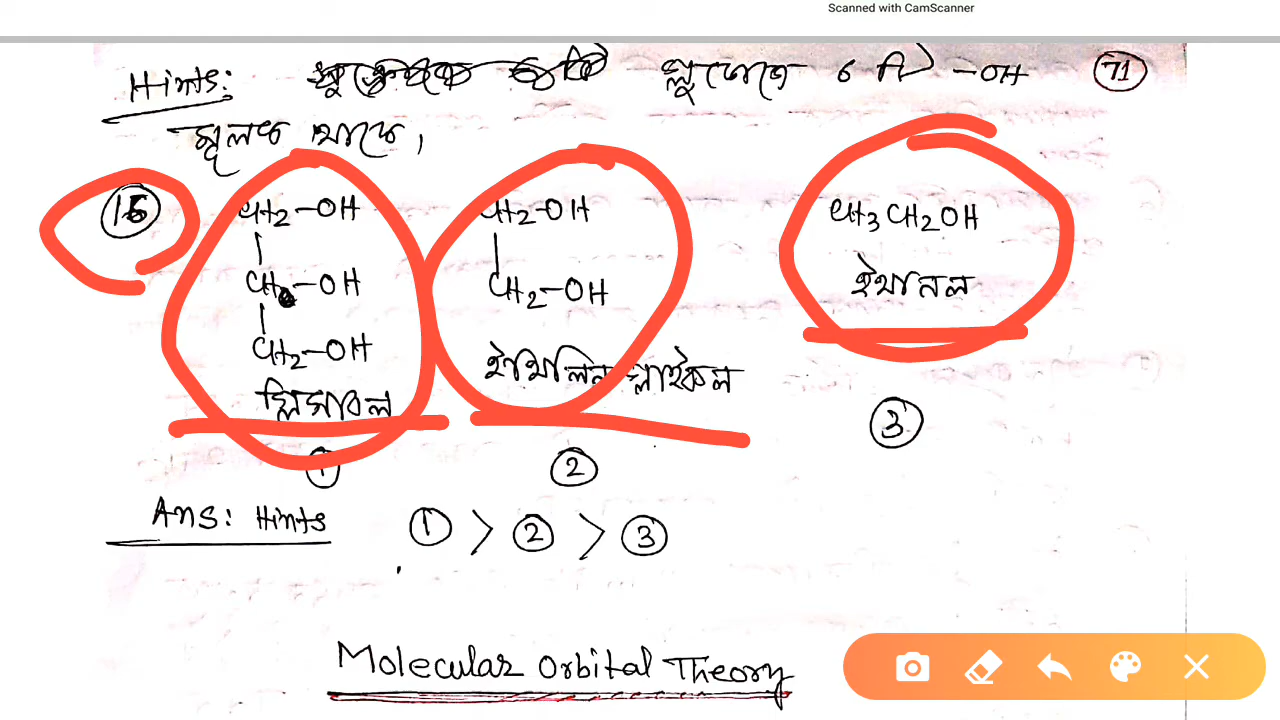 Scanned with CamScanner
Hints: গ্লুকোজে 6 টি -OH 71
মূলক থাকে।
15
CH2-OH CH2-OH CH3CH2OH
CH-OH CH2-OH ইথানল
CH2-OH
গ্লিসারল ইথিলিন গ্লাইকল
1 2 3
Ans: Hints 1 > 2 > 3
Molecular Orbital Theory